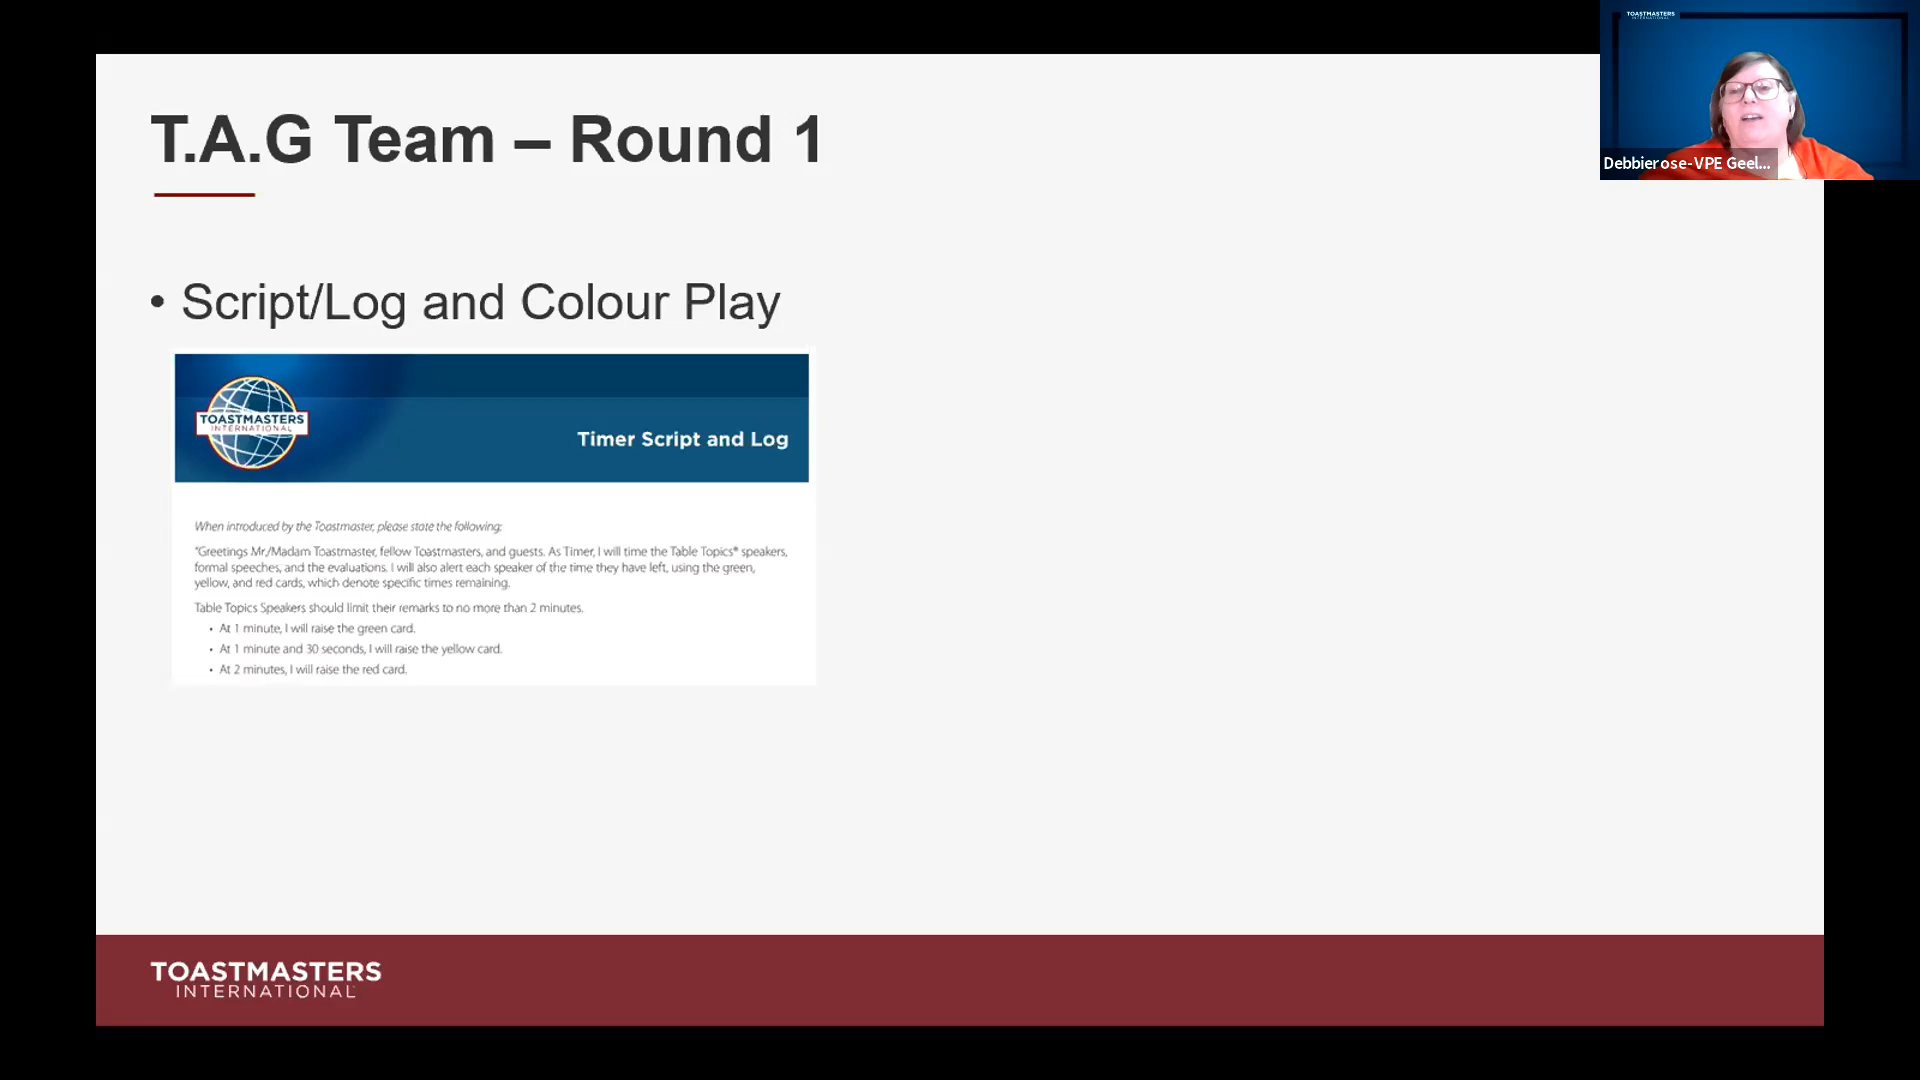 TOASTMASTERS
INTERNATIONAL
Debbierose-VPE Geel...
T.A.G Team – Round 1
• Script/Log and Colour Play
TOASTMASTERS
INTERNATIONAL
Timer Script and Log
When introduced by the Toastmaster, please state the following:
"Greetings Mr./Madam Toastmaster, fellow Toastmasters, and guests. As Timer, I will time the Table Topics® speakers,
formal speeches, and the evaluations. I will also alert each speaker of the time they have left, using the green,
yellow, and red cards, which denote specific times remaining.
Table Topics Speakers should limit their remarks to no more than 2 minutes.
• At 1 minute, I will raise the green card.
• At 1 minute and 30 seconds, I will raise the yellow card.
• At 2 minutes, I will raise the red card.
TOASTMASTERS
INTERNATIONAL